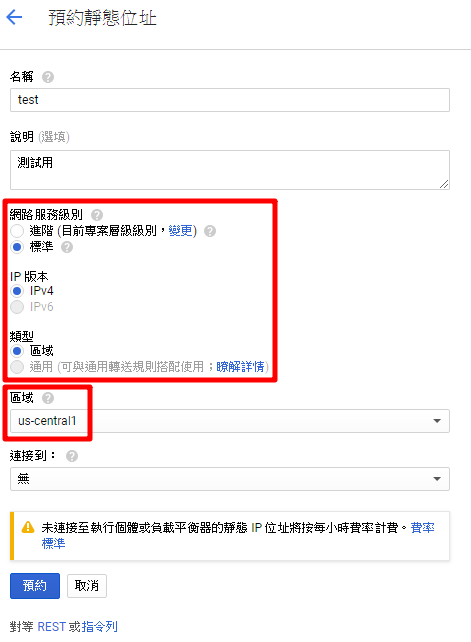 預約靜態位址
名稱
test
說明 (選填)
測試用
網路服務級別
進階 (目前專案層級級別，變更)
標準
IP 版本
IPv4
IPv6
類型
區域
通用 (可與通用轉送規則搭配使用；瞭解詳情)
區域
us-central1
連接到：
無
未連接至執行個體或負載平衡器的靜態 IP 位址將按每小時費率計費。費率
標準
預約 取消
對等 REST 或指令列